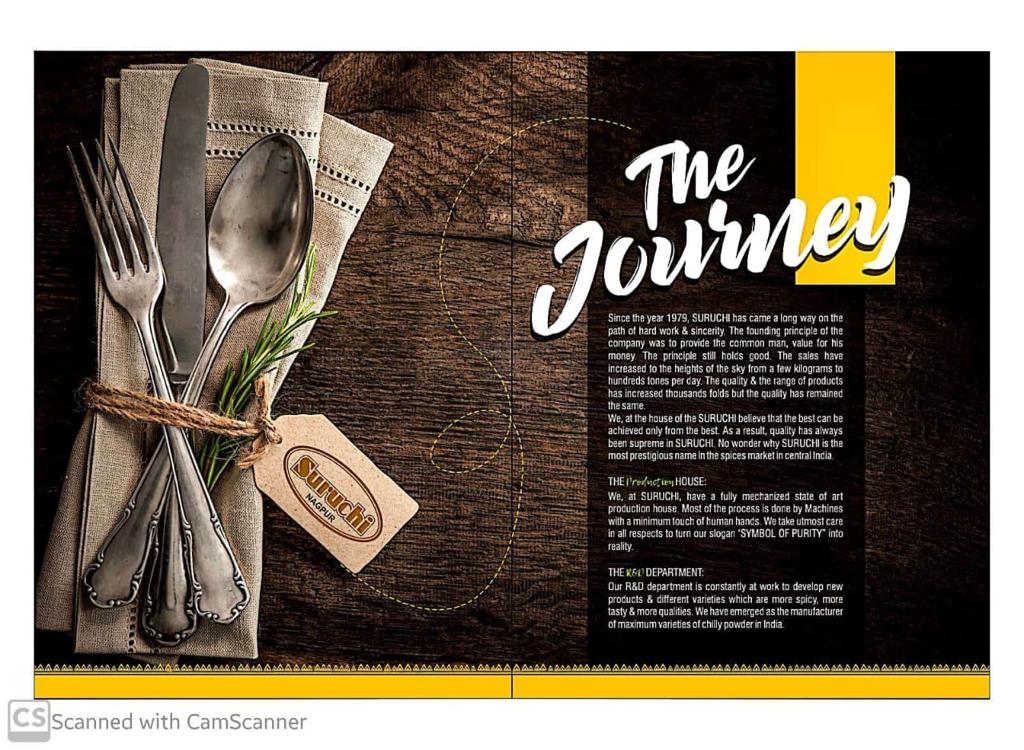 The
Journey
Since the year 1979, SURUCHI has came a long way on the
path of hard work & sincerity. The founding principle of the
company was to provide the common man, value for his
money. The principle still holds good. The sales have
increased to the heights of the sky from a few kilograms to
hundreds tones per day. The quality & the range of products
has increased thousands folds but the quality has remained
the same.
We, at the house of the SURUCHI believe that the best can be
achieved only from the best. As a result, quality has always
been supreme in SURUCHI. No wonder why SURUCHI is the
most prestigious name in the spices market in central India.
THE Production HOUSE:
We, at SURUCHI, have a fully mechanized state of art
production house. Most of the process is done by Machines
with a minimum touch of human hands. We take utmost care
in all respects to turn our slogan "SYMBOL OF PURITY" into
reality.
THE R&D DEPARTMENT:
Our R&D department is constantly at work to develop new
products & different varieties which are more spicy, more
tasty & more qualities. We have emerged as the manufacturer
of maximum varieties of chilly powder in India.
Suruchi
NAGPUR
CS Scanned with CamScanner